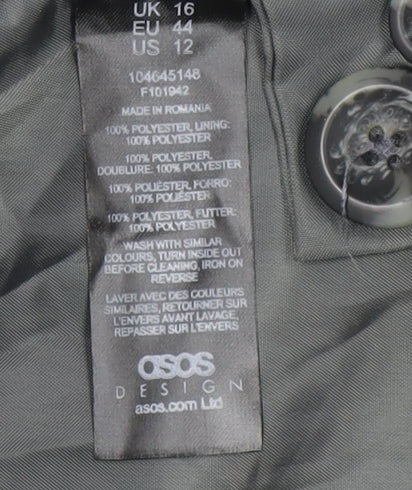 UK 16
EU 44
US 12
104645148
F101942
MADE IN ROMANIA
100% POLYESTER, LINING:
100% POLYESTER
100% POLYESTER,
DOUBLURE: 100% POLYESTER
100% POLIÉSTER, FORRO:
100% POLIÉSTER
100% POLYESTER, FUTTER:
100% POLYESTER
WASH WITH SIMILAR
COLOURS, TURN INSIDE OUT
BEFORE CLEANING, IRON ON
REVERSE
LAVER AVEC DES COULEURS
SIMILAIRES, RETOURNER SUR
L'ENVERS AVANT LAVAGE,
REPASSER SUR L'ENVERS
asos
DESIGN
asos.com Ltd